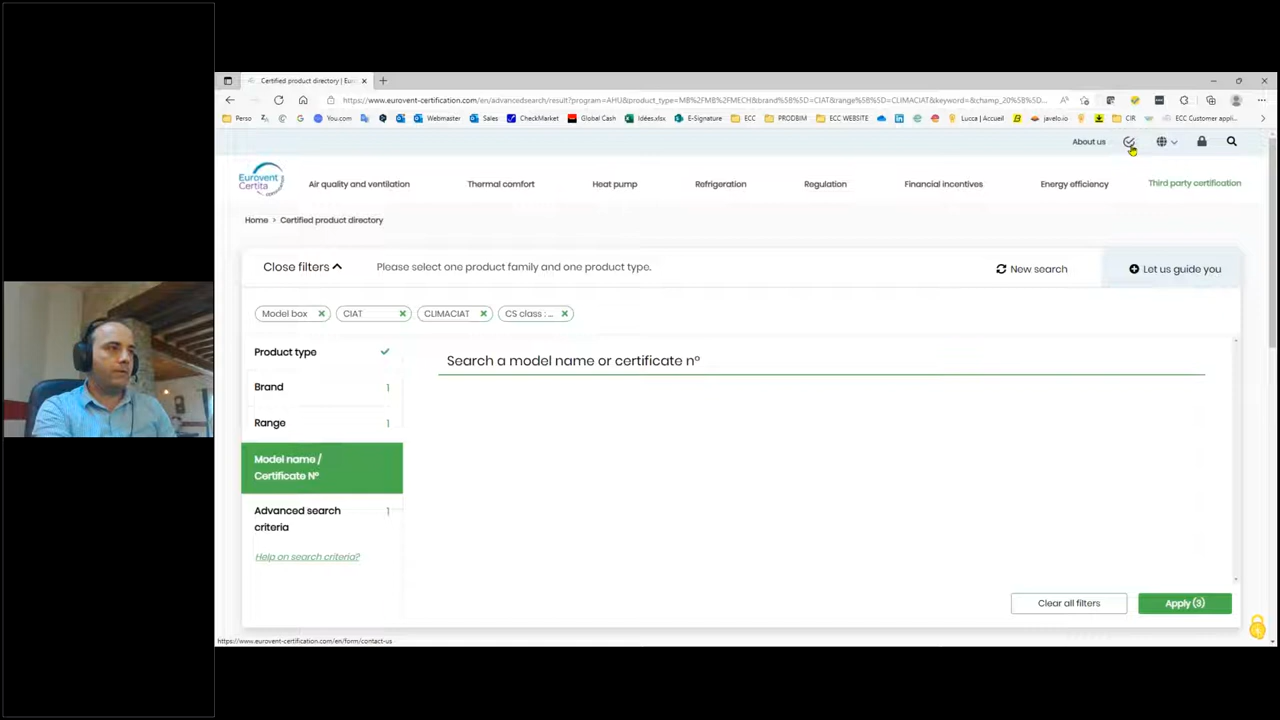 Certified product directory | Eur
https://www.eurovent-certification.com/en/advancedsearch/result?program=AHU&product_type=MB%2FMB%2FMECH&brand%5B%5D=CIAT&range%5B%5D=CLIMACIAT&keyword=&champ_20%5B%5D...
Perso
You.com
Webmaster
Sales
CheckMarket
Global Cash
Idées.xlsx
E-Signature
ECC
PRODBIM
ECC WEBSITE
Lucca | Accueil
javelo.io
CIR
ECC Customer appli...
About us
Eurovent Certita
Air quality and ventilation
Thermal comfort
Heat pump
Refrigeration
Regulation
Financial incentives
Energy efficiency
Third party certification
Home > Certified product directory
Close filters
Please select one product family and one product type.
New search
Let us guide you
Model box
CIAT
CLIMACIAT
CS class : ...
Product type
Search a model name or certificate n°
Brand 1
Range 1
Model name /
Certificate N°
Advanced search 1
criteria
Help on search criteria?
Clear all filters
Apply (3)
https://www.eurovent-certification.com/en/form/contact-us